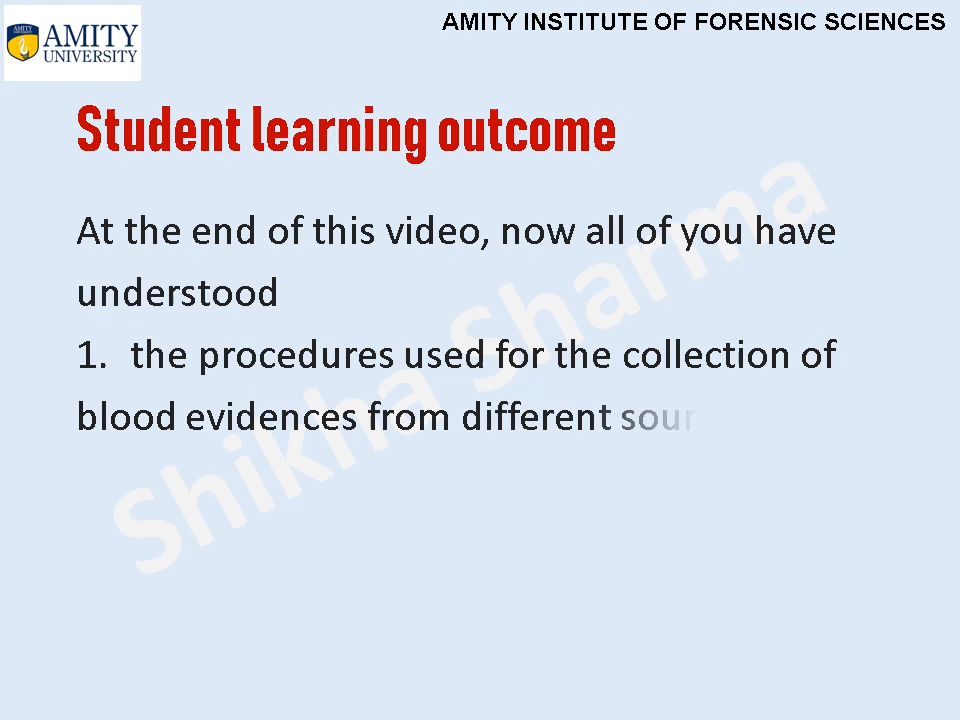 AMITY INSTITUTE OF FORENSIC SCIENCES
AMITY
AMITY
UNIVERSITY
Student learning outcome
At the end of this video, now all of you have
understood
1. the procedures used for the collection of
blood evidences from different
Shikha Sharma